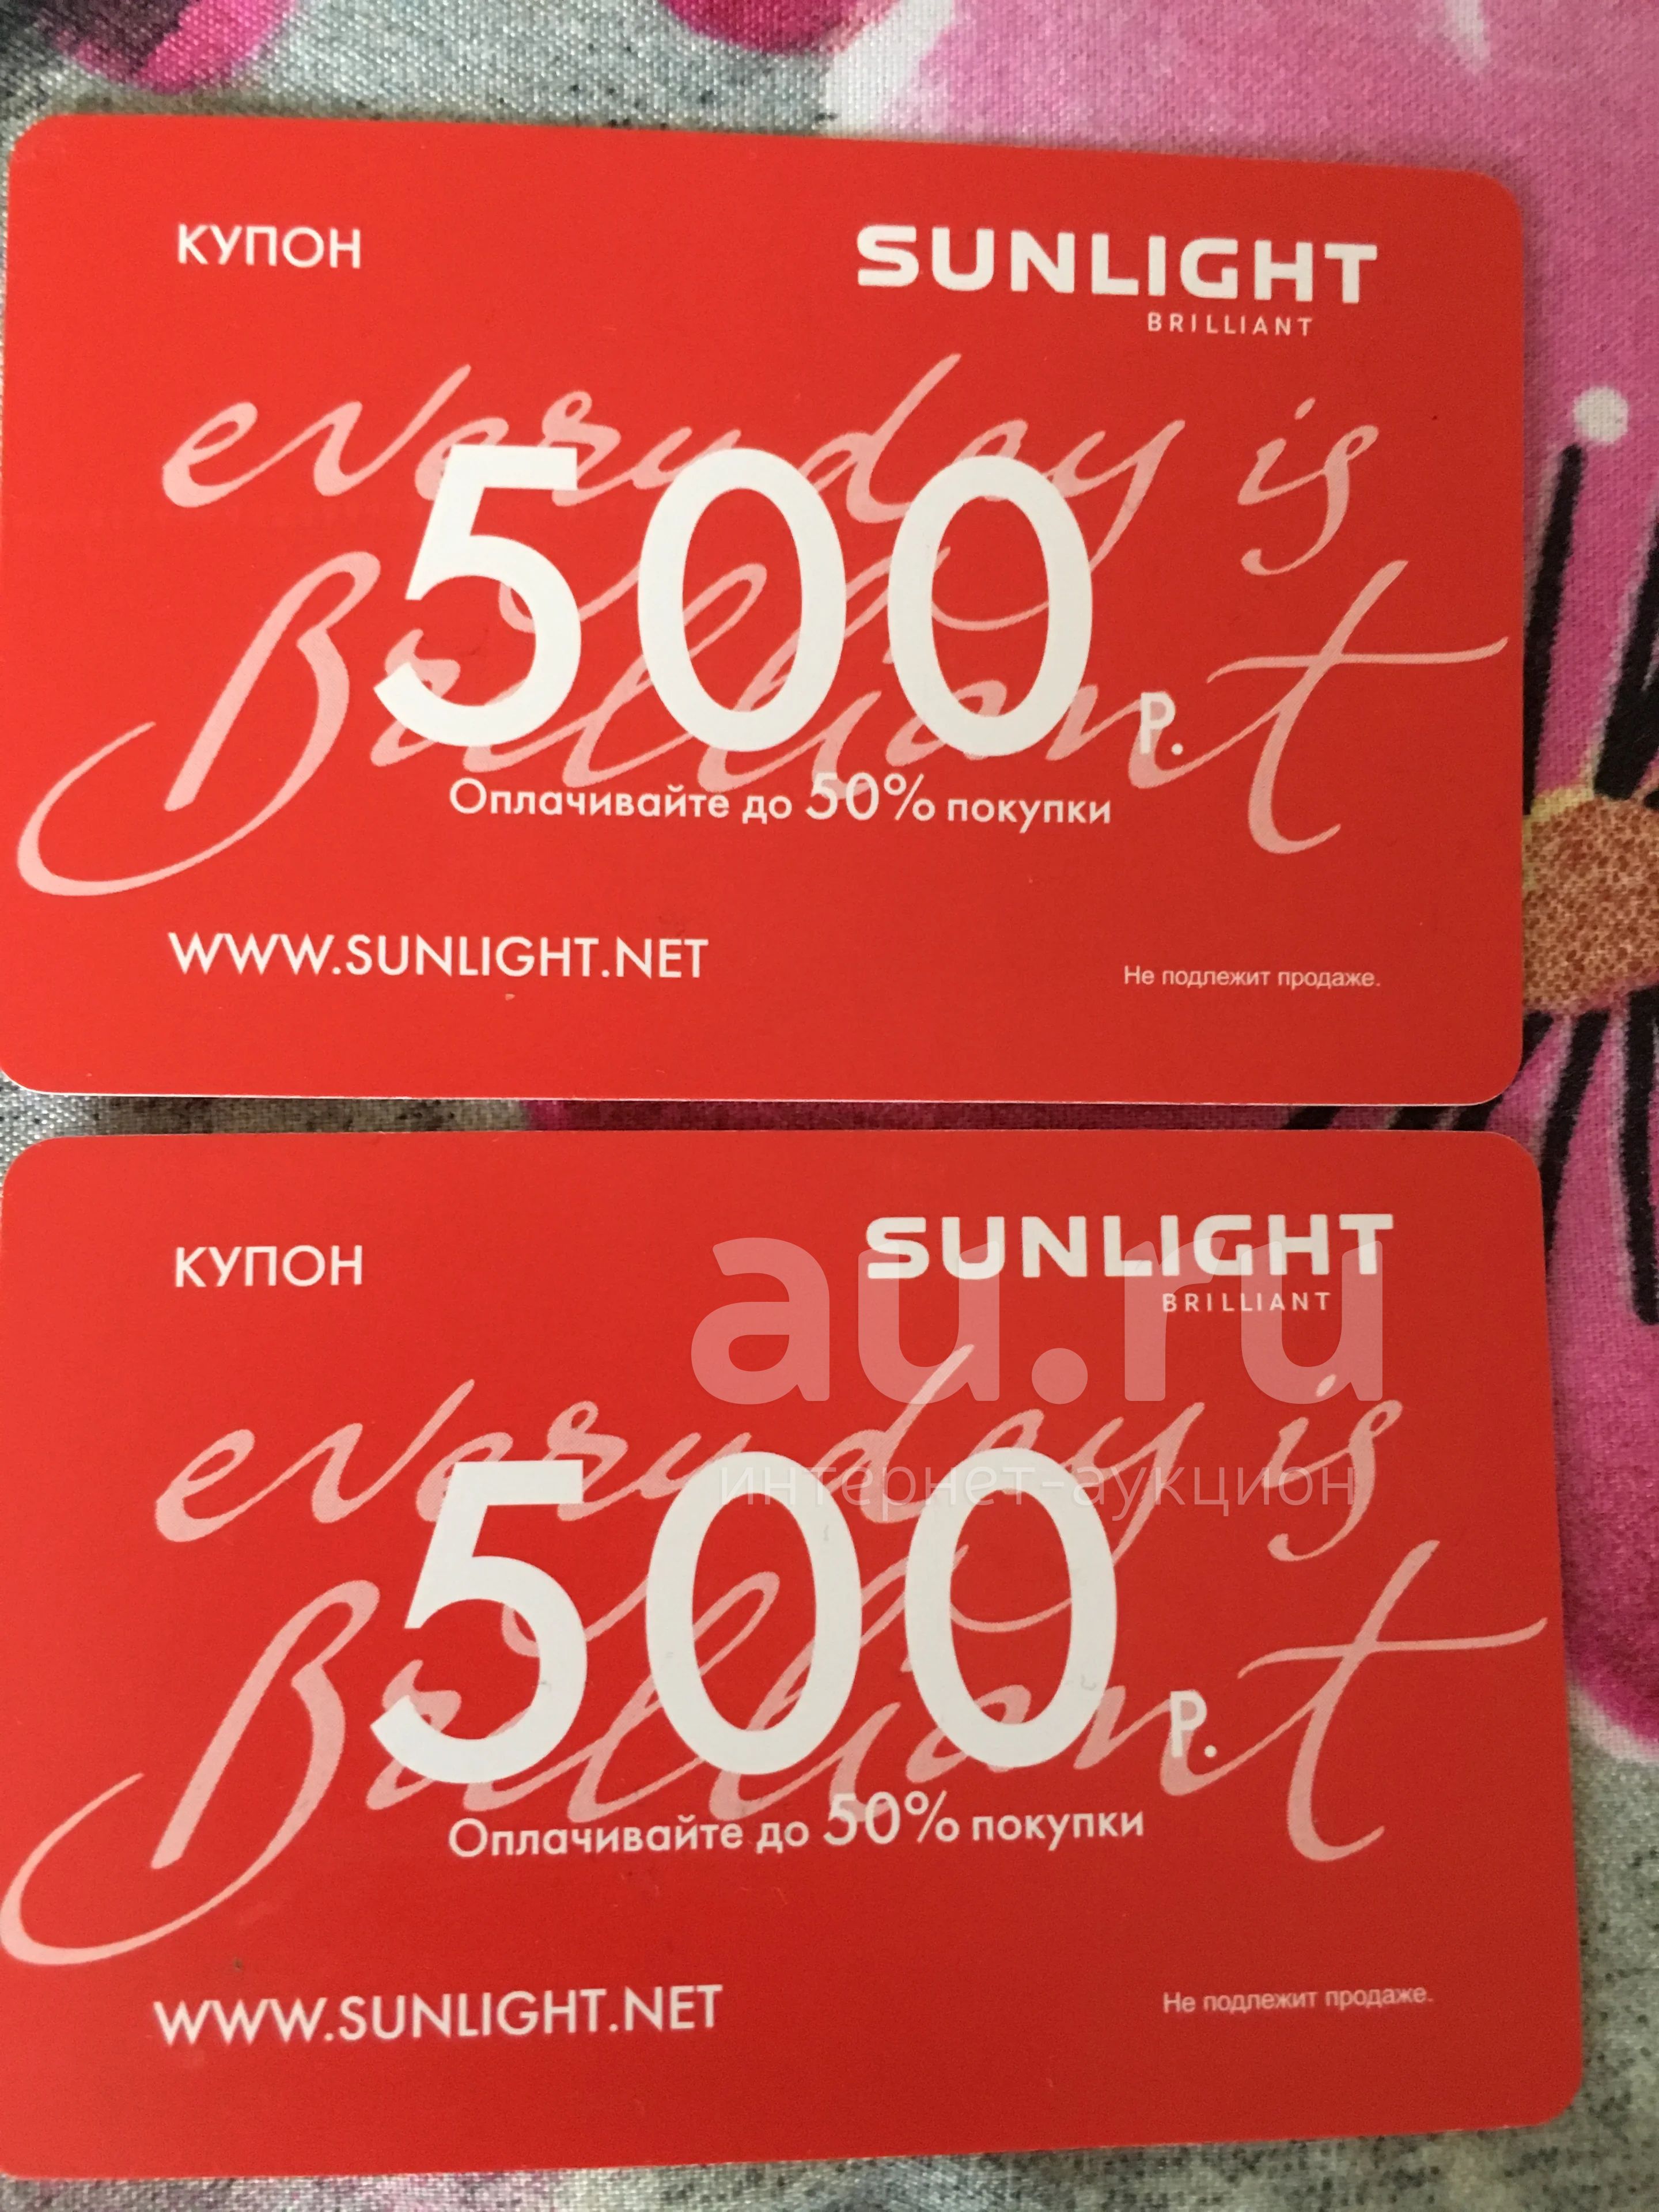 КУПОН
SUNLIGHT
BRILLIANT
everyday is
Brilliant
500 Р.
Оплачивайте до 50% покупки
WWW.SUNLIGHT.NET
Не подлежит продаже.
КУПОН
SUNLIGHT
BRILLIANT
au.ru
интернет-аукцион
everyday is
Brilliant
500 Р.
Оплачивайте до 50% покупки
WWW.SUNLIGHT.NET
Не подлежит продаже.